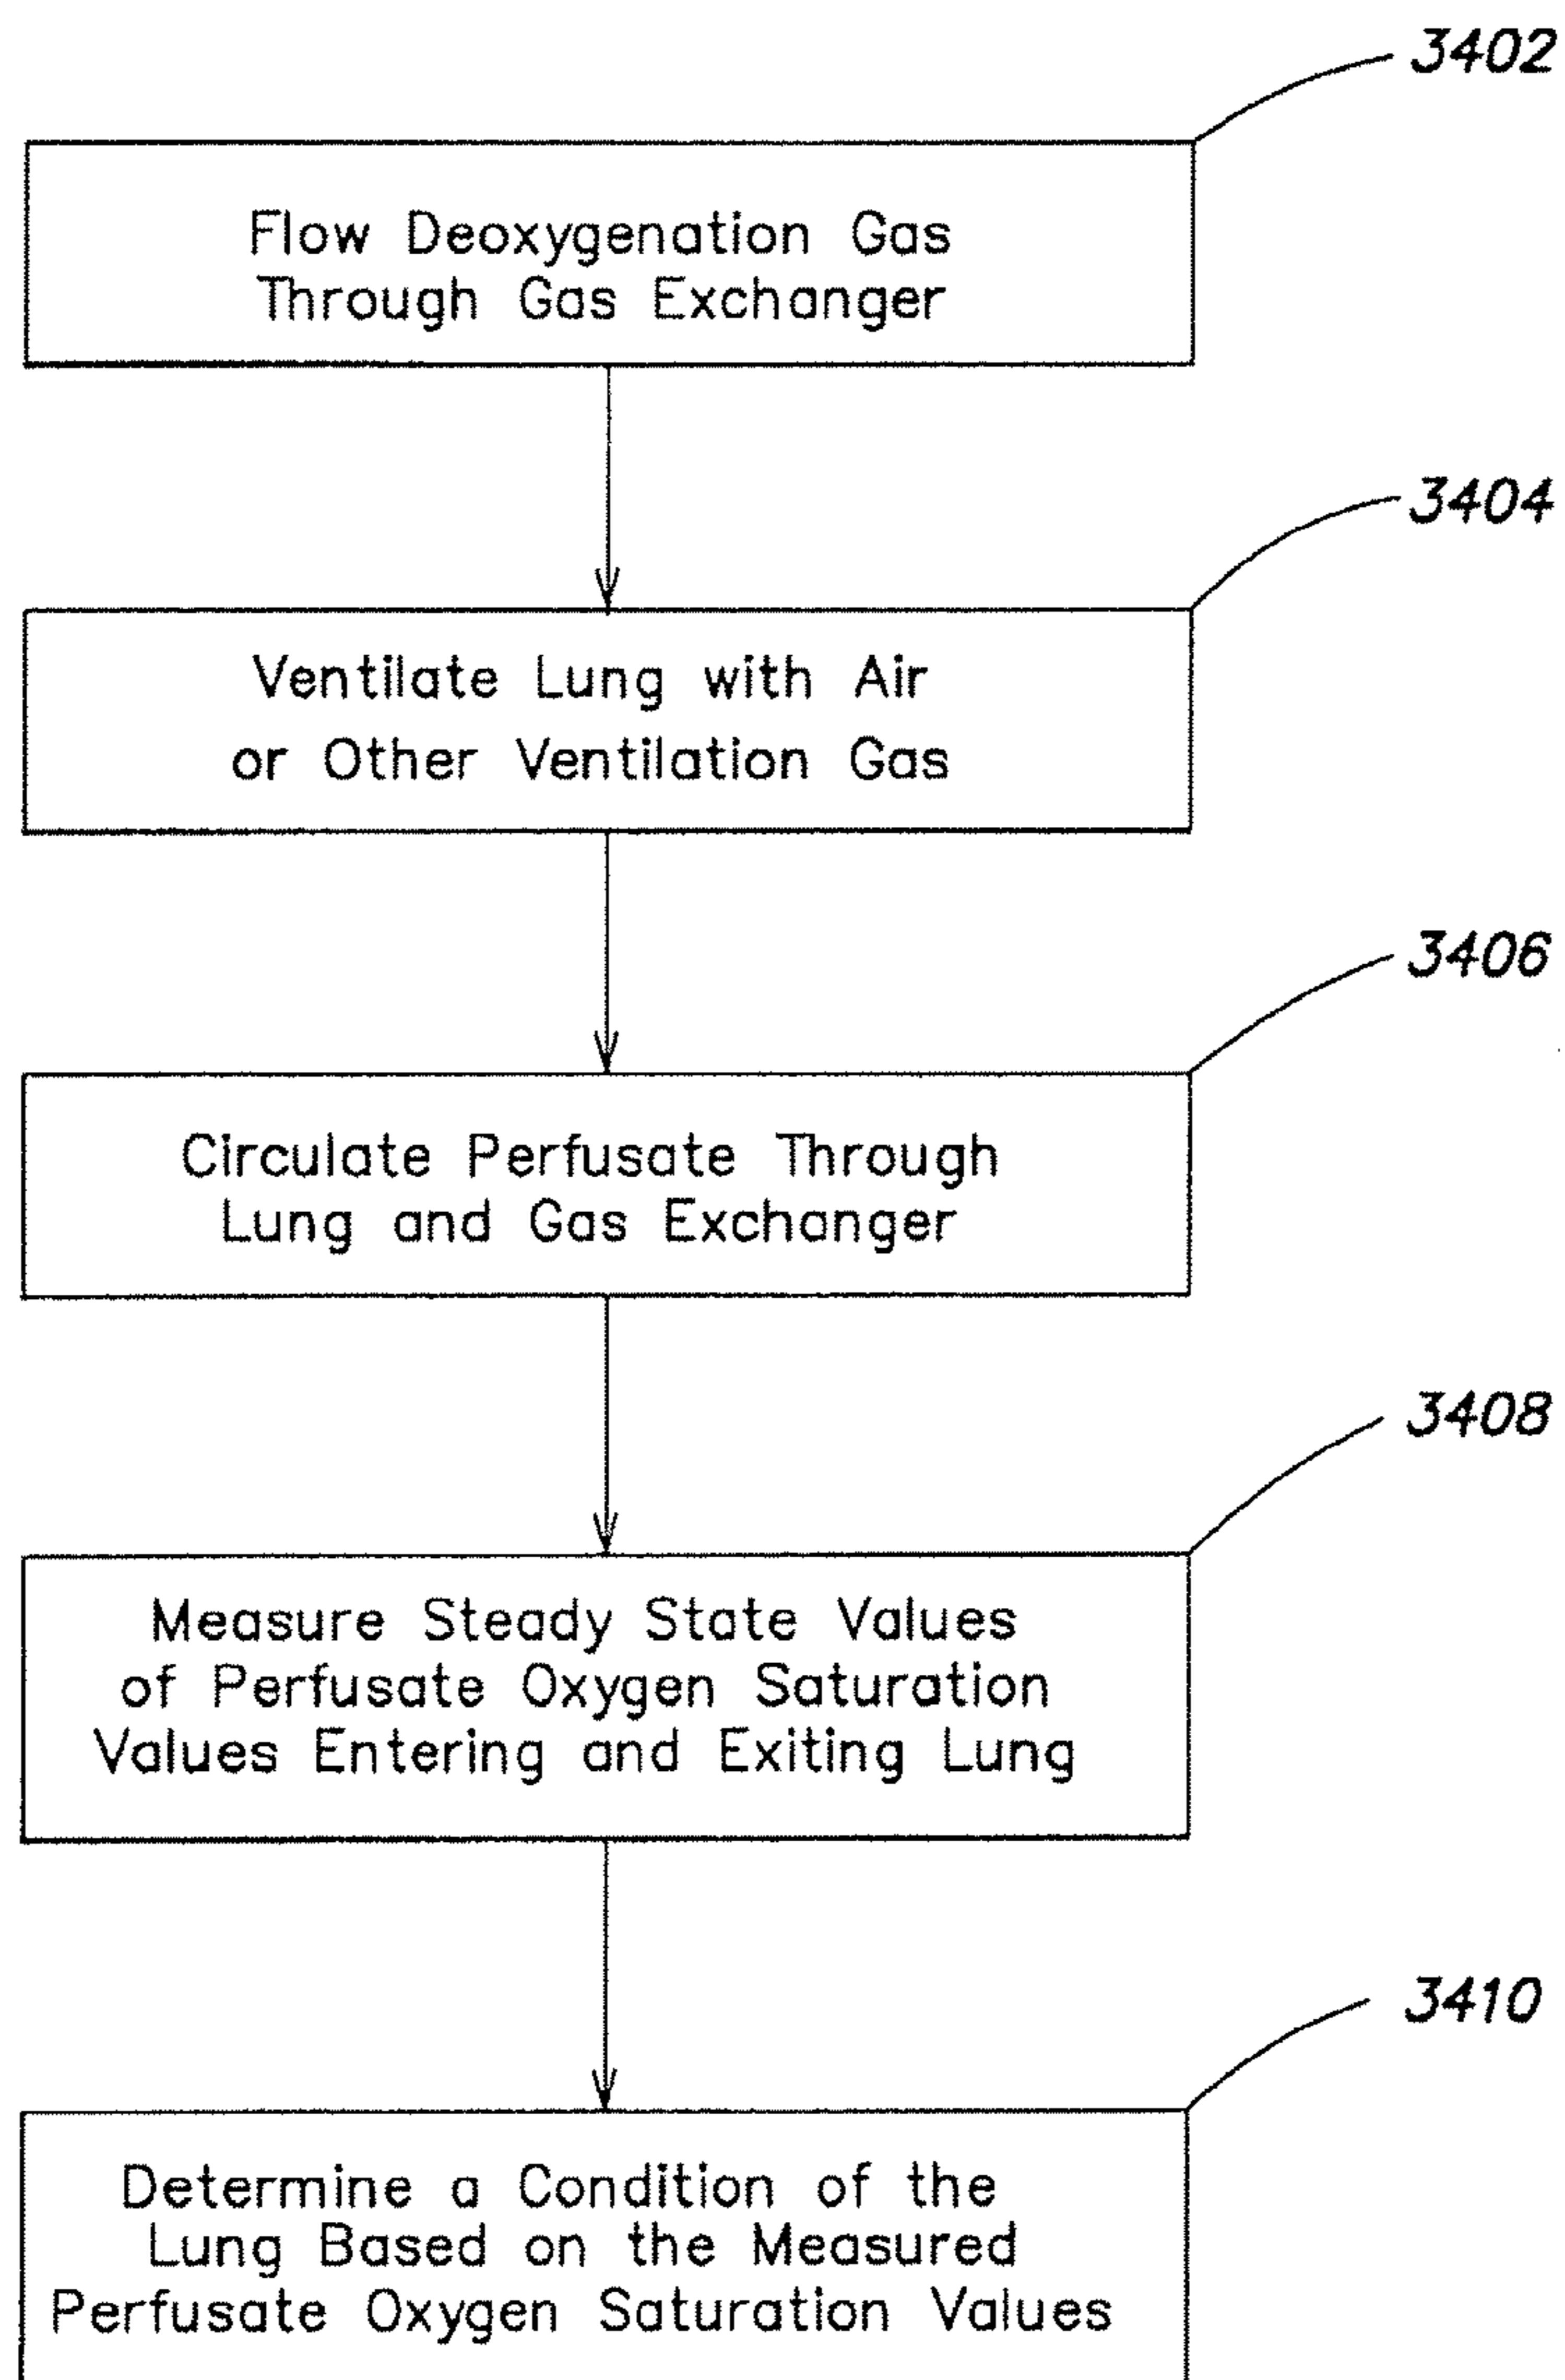 3402
Flow Deoxygenation Gas
Through Gas Exchanger
3404
Ventilate Lung with Air
or Other Ventilation Gas
3406
Circulate Perfusate Through
Lung and Gas Exchanger
3408
Measure Steady State Values
of Perfusate Oxygen Saturation
Values Entering and Exiting Lung
3410
Determine a Condition of the
Lung Based on the Measured
Perfusate Oxygen Saturation Values